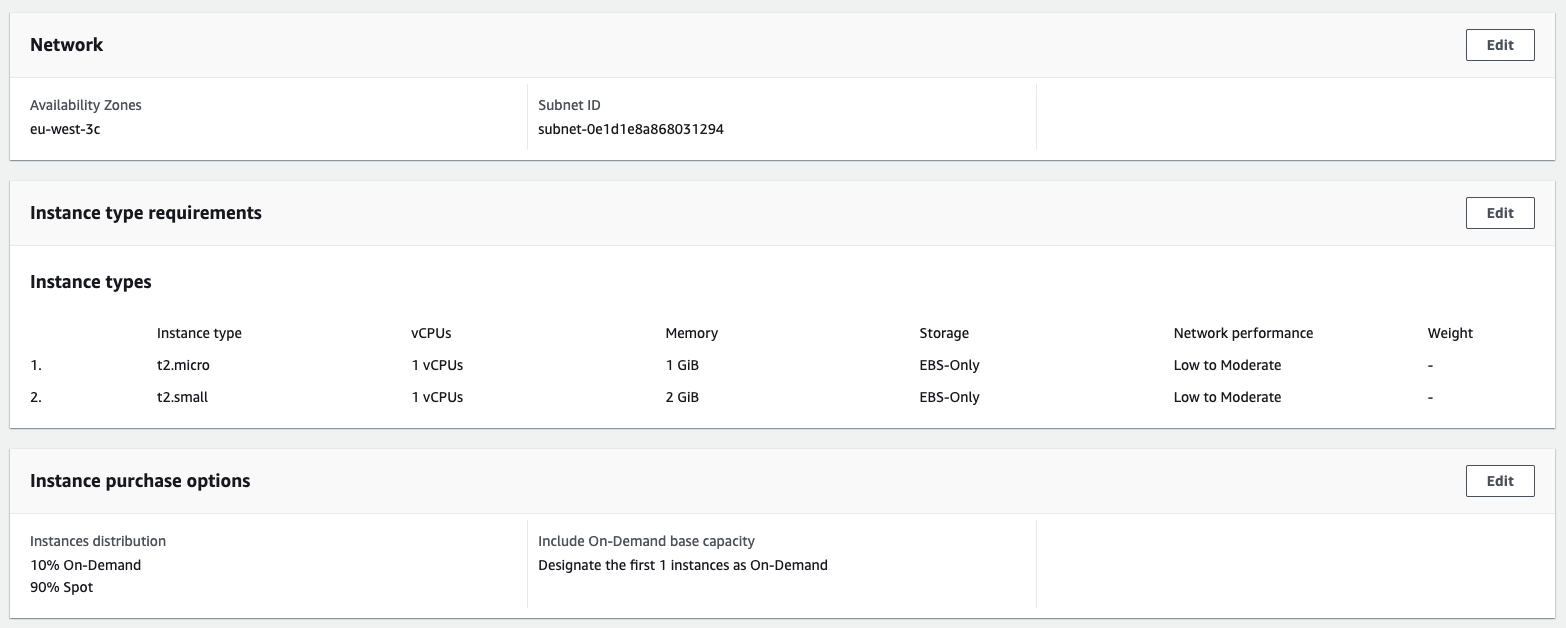 Network
Edit
Availability Zones
eu-west-3c
Subnet ID
subnet-0e1d1e8a868031294
Instance type requirements
Edit
Instance types
Instance type vCPUs Memory Storage Network performance Weight
1. t2.micro 1 vCPUs 1 GiB EBS-Only Low to Moderate -
2. t2.small 1 vCPUs 2 GiB EBS-Only Low to Moderate -
Instance purchase options
Edit
Instances distribution
10% On-Demand
90% Spot
Include On-Demand base capacity
Designate the first 1 instances as On-Demand